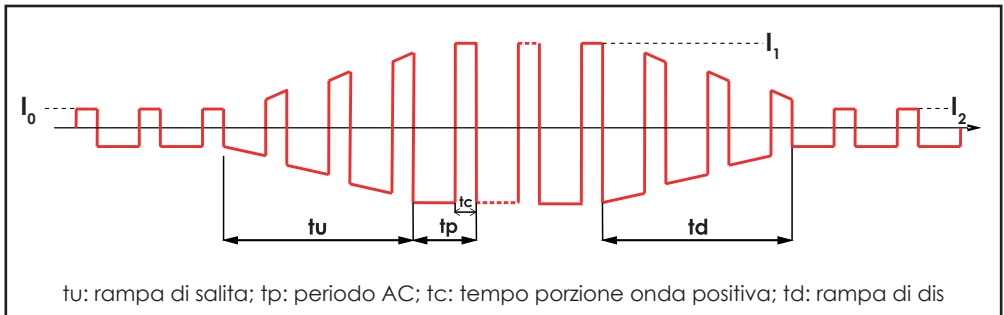 I1
I0
I2
tc
tu
tp
td
tu: rampa di salita; tp: periodo AC; tc: tempo porzione onda positiva; td: rampa di dis